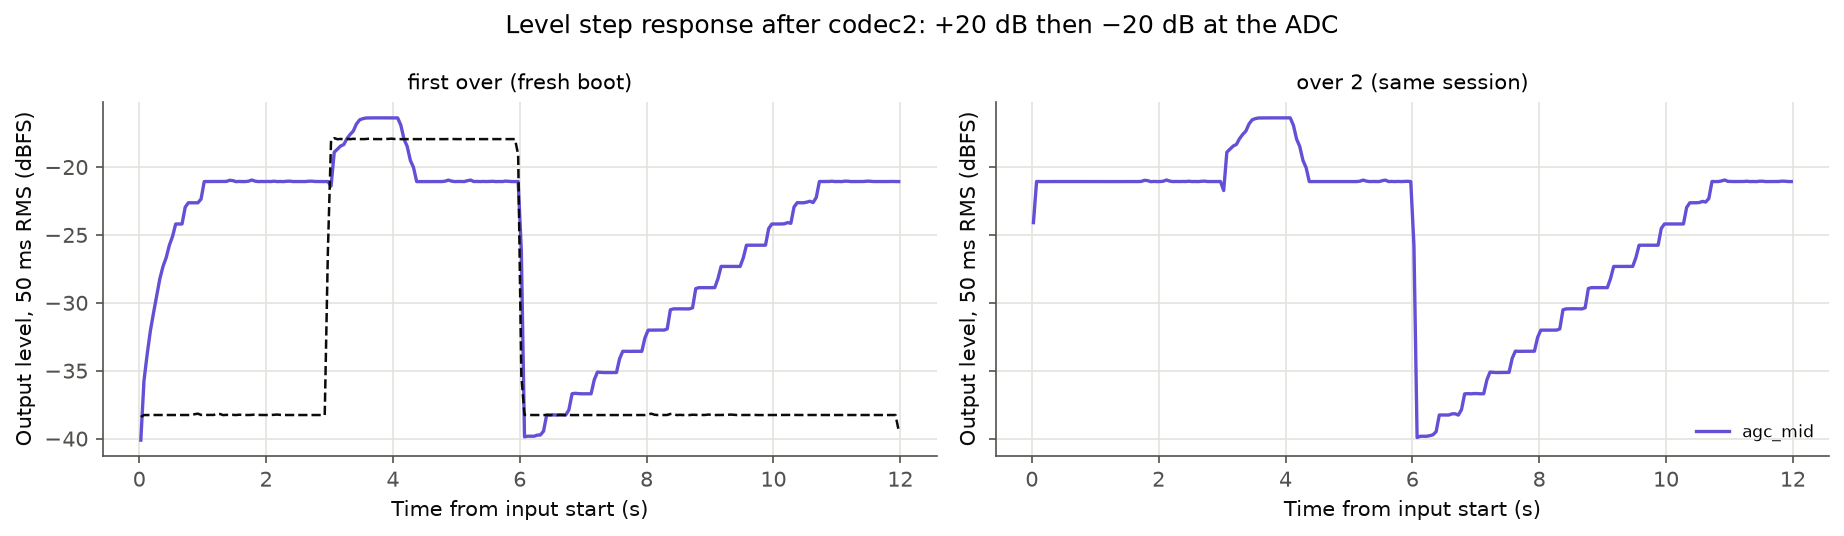 Level step response after codec2: +20 dB then −20 dB at the ADC
first over (fresh boot)
Output level, 50 ms RMS (dBFS)
−20
−25
−30
−35
−40
0 2 4 6 8 10 12
Time from input start (s)
over 2 (same session)
Output level, 50 ms RMS (dBFS)
agc_mid
0 2 4 6 8 10 12
Time from input start (s)